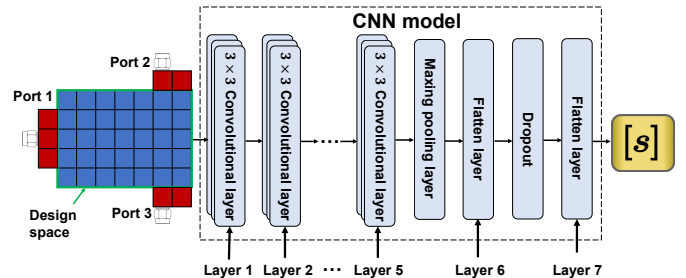 CNN model
Port 2
Port 1
Port 3
Design
space
3 × 3 Convolutional layer
3 × 3 Convolutional layer
...
3 × 3 Convolutional layer
Maxing pooling layer
Flatten layer
Dropout
Flatten layer
[s]
Layer 1
Layer 2
...
Layer 5
Layer 6
Layer 7